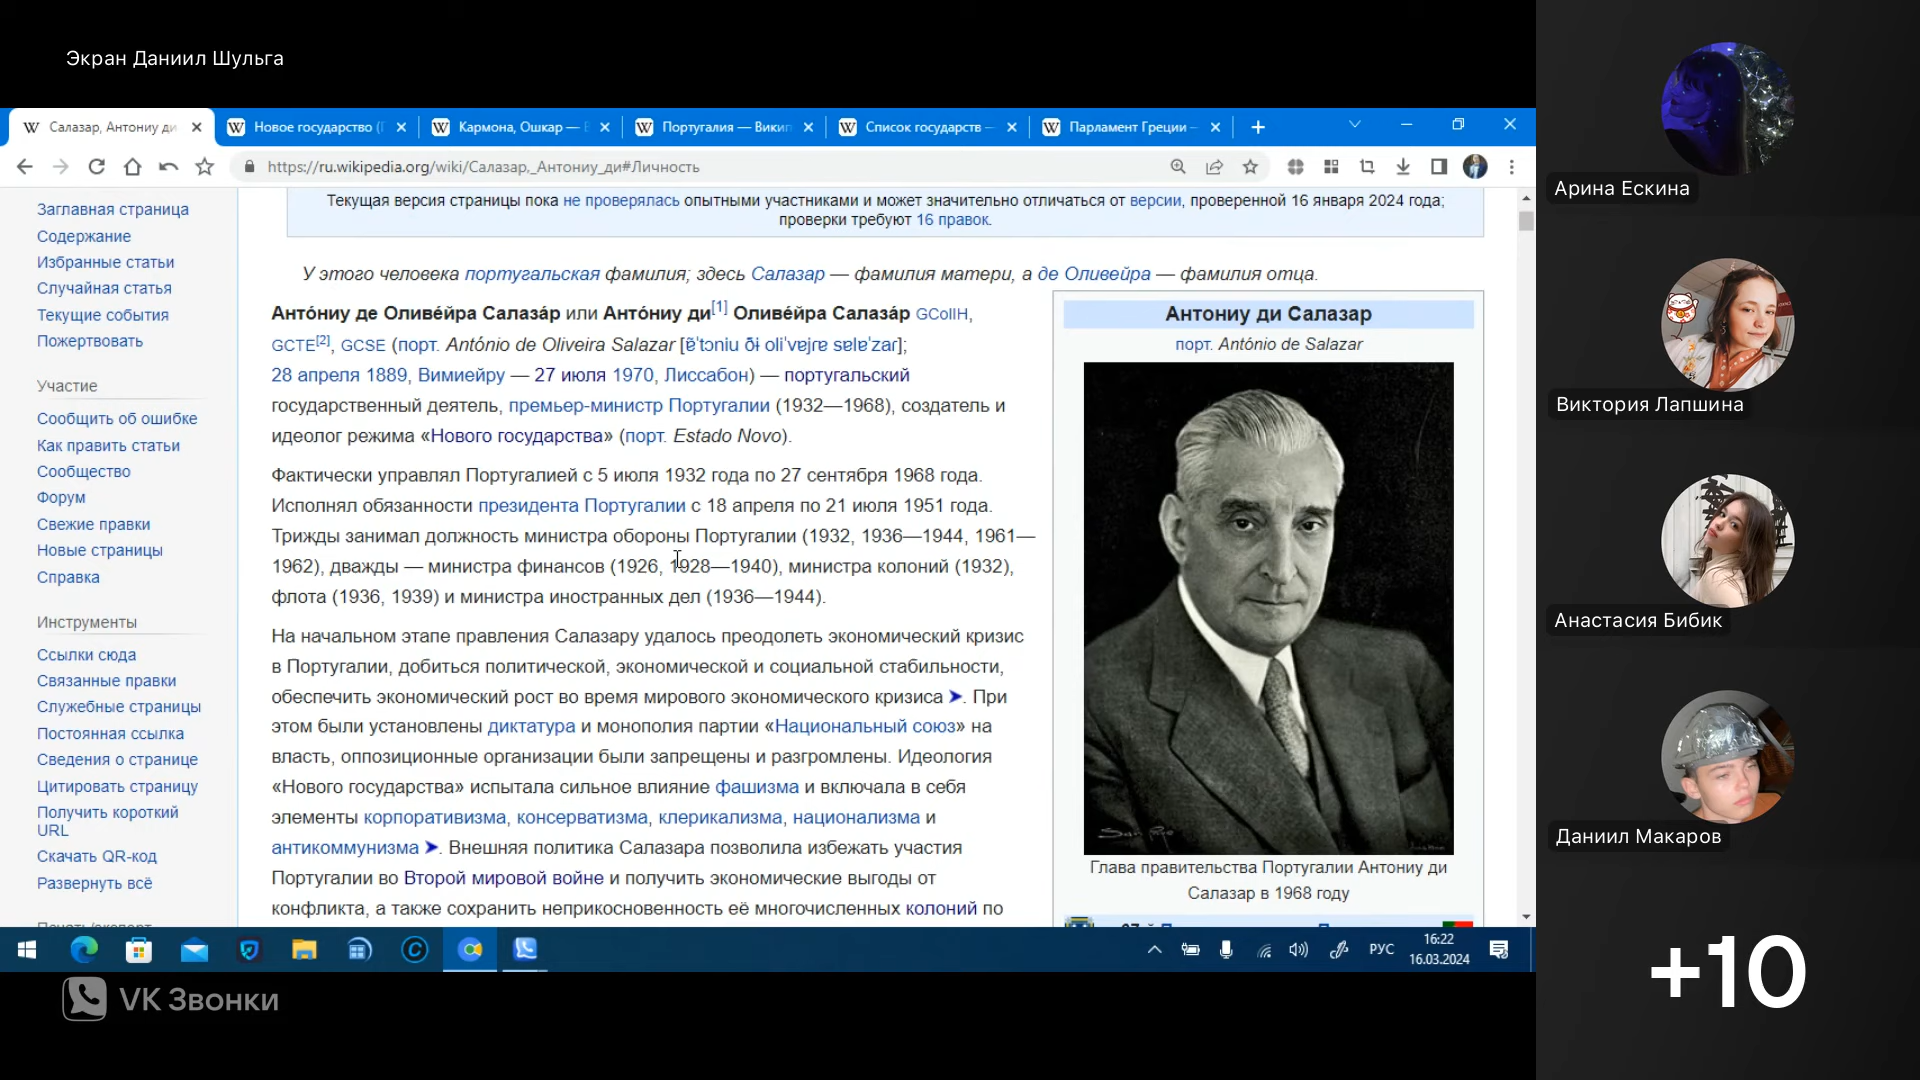 Экран Даниил Шульга
Салазар, Антониу ди
Новое государство (
Кармона, Ошкар —
Португалия — Викип
Список государств —
Парламент Греции —
https://ru.wikipedia.org/wiki/Салазар,_Антониу_ди#Личность
Заглавная страница
Содержание
Избранные статьи
Случайная статья
Текущие события
Пожертвовать
Участие
Сообщить об ошибке
Как править статьи
Сообщество
Форум
Свежие правки
Новые страницы
Справка
Инструменты
Ссылки сюда
Связанные правки
Служебные страницы
Постоянная ссылка
Сведения о странице
Цитировать страницу
Получить короткий
URL
Скачать QR-код
Развернуть всё
Текущая версия страницы пока не проверялась опытными участниками и может значительно отличаться от версии, проверенной 16 января 2024 года;
проверки требуют 16 правок.
У этого человека португальская фамилия; здесь Салазар — фамилия матери, а де Оливейра — фамилия отца.
Анто́ниу де Оливе́йра Салаза́р или Анто́ниу ди[1] Оливе́йра Салаза́р GColIH,
GCTE[2], GCSE (порт. António de Oliveira Salazar [ɐ̃ˈtɔniu ðɨ oliˈvɐjɾɐ sɐlɐˈzaɾ];
28 апреля 1889, Вимиейру — 27 июля 1970, Лиссабон) — португальский
государственный деятель, премьер-министр Португалии (1932—1968), создатель и
идеолог режима «Нового государства» (порт. Estado Novo).
Фактически управлял Португалией с 5 июля 1932 года по 27 сентября 1968 года.
Исполнял обязанности президента Португалии с 18 апреля по 21 июля 1951 года.
Трижды занимал должность министра обороны Португалии (1932, 1936—1944, 1961—
1962), дважды — министра финансов (1926, 1928—1940), министра колоний (1932),
флота (1936, 1939) и министра иностранных дел (1936—1944).
На начальном этапе правления Салазару удалось преодолеть экономический кризис
в Португалии, добиться политической, экономической и социальной стабильности,
обеспечить экономический рост во время мирового экономического кризиса ➤. При
этом были установлены диктатура и монополия партии «Национальный союз» на
власть, оппозиционные организации были запрещены и разгромлены. Идеология
«Нового государства» испытала сильное влияние фашизма и включала в себя
элементы корпоративизма, консерватизма, клерикализма, национализма и
антикоммунизма ➤. Внешняя политика Салазара позволила избежать участия
Португалии во Второй мировой войне и получить экономические выгоды от
конфликта, а также сохранить неприкосновенность её многочисленных колоний по
Антониу ди Салазар
порт. António de Salazar
Глава правительства Португалии Антониу ди
Салазар в 1968 году
РУС
16:22
16.03.2024
VK Звонки
Арина Ескина
Виктория Лапшина
Анастасия Бибик
Даниил Макаров
+10